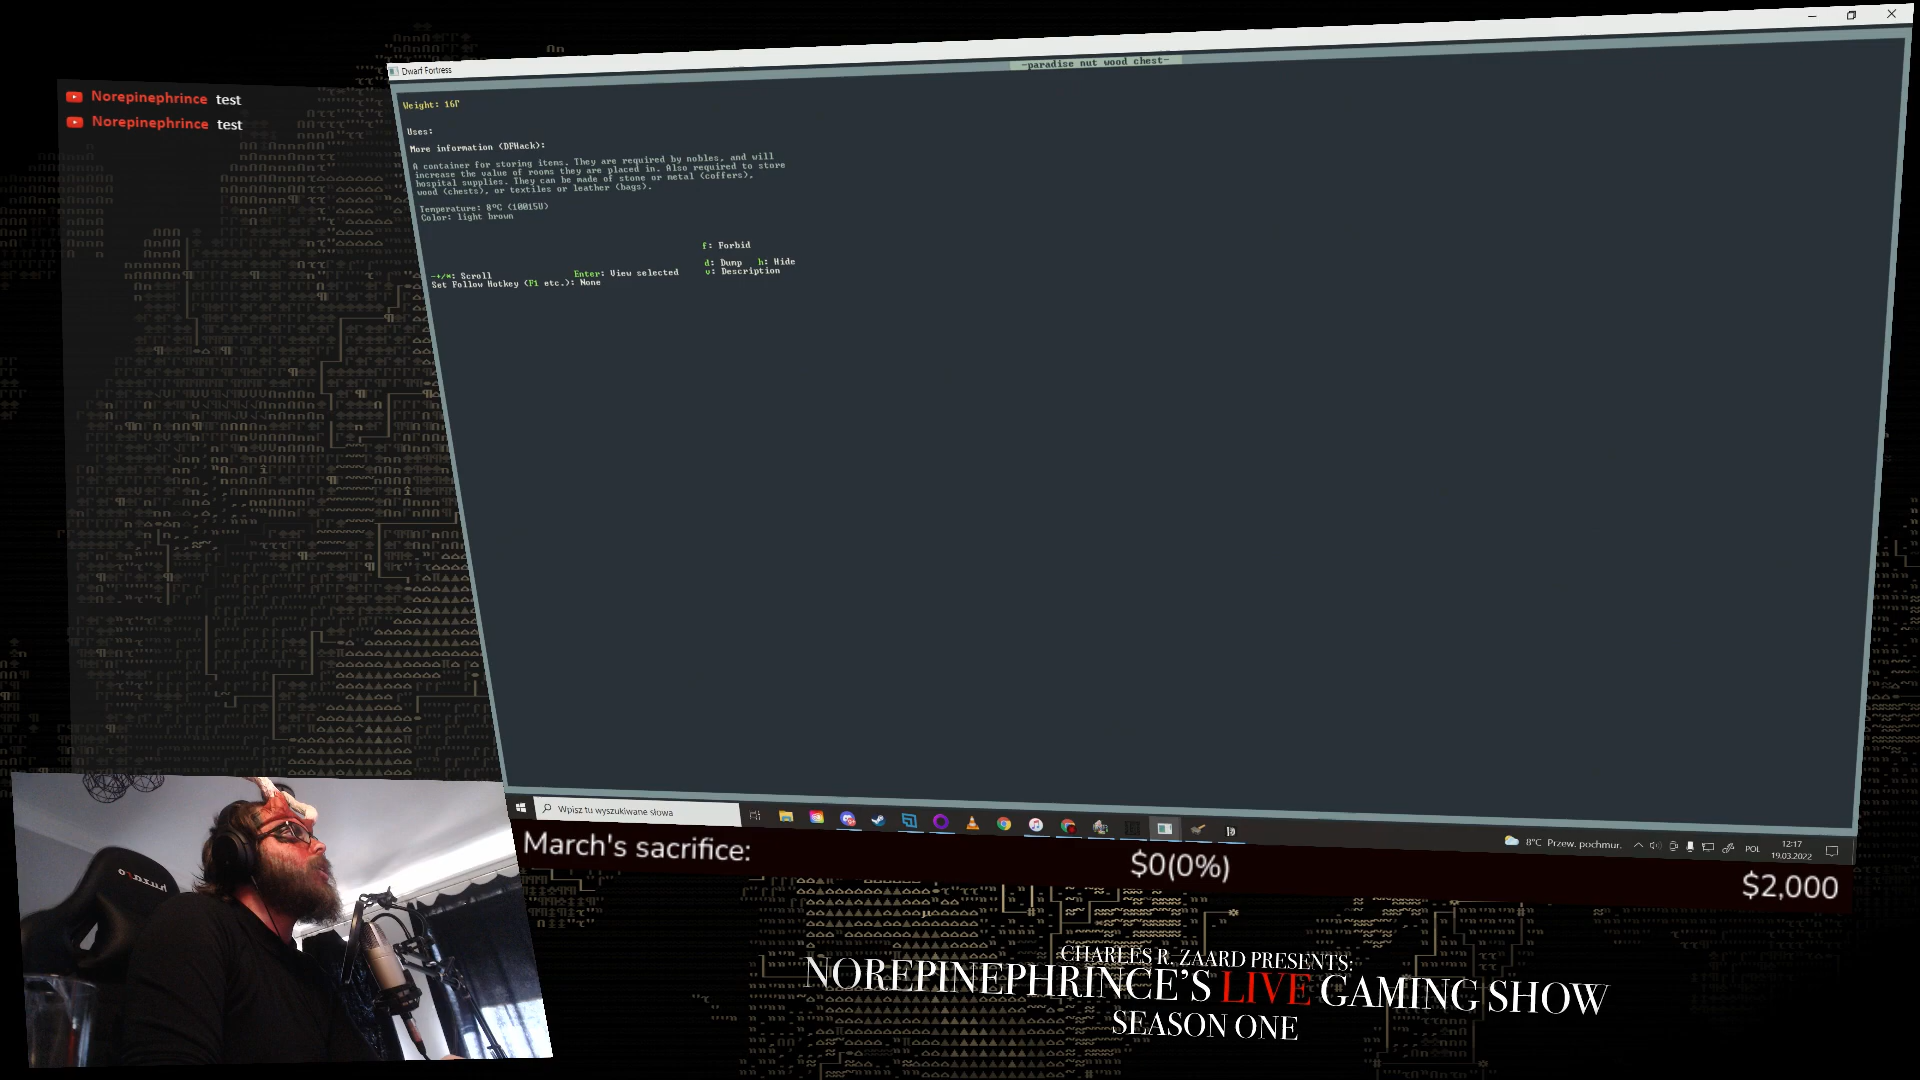 Dwarf Fortress
-paradise nut wood chest-
Norepinephrince test
Norepinephrince test
Weight: 16Γ
Uses:
More information (DFHack):
A container for storing items. They are required by nobles, and will
increase the value of rooms they are placed in. Also required to store
hospital supplies. They can be made of stone or metal (coffers),
wood (chests), or textiles or leather (bags).
Temperature: 8°C (10015U)
Color: light brown
f: Forbid
d: Dump h: Hide
-+/*: Scroll Enter: View selected v: Description
Set Follow Hotkey (F1 etc.): None
Wpisz tu wyszukiwane słowa
8°C Przew. pochmur.
POL
12:17
19.03.2022
March's sacrifice:
$0(0%)
$2,000
CHARLES R. ZAARD PRESENTS:
NOREPINEPHRINCE'S LIVE GAMING SHOW
SEASON ONE
huzaro